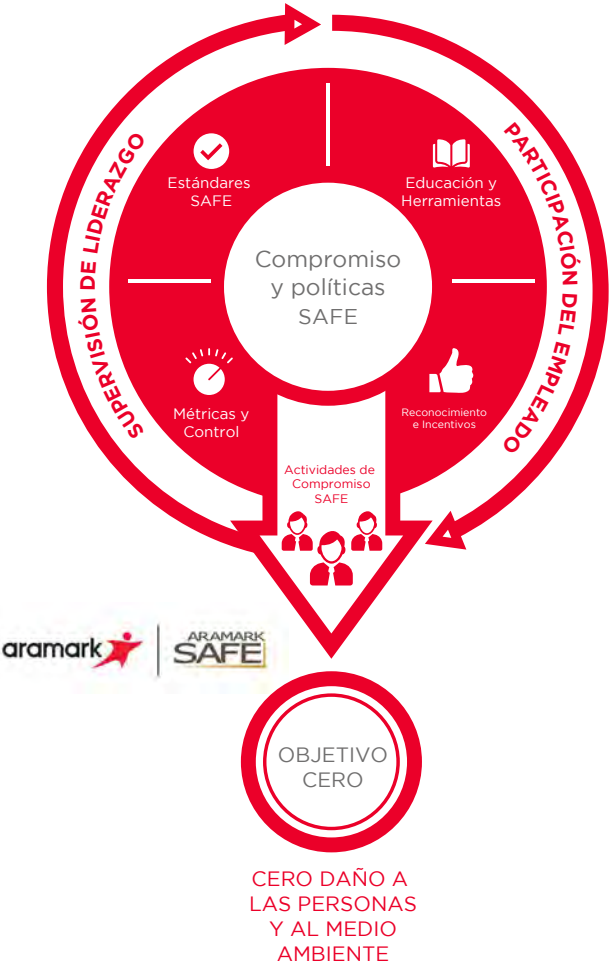 SUPERVISIÓN DE LIDERAZGO
PARTICIPACIÓN DEL EMPLEADO
Estándares
SAFE
Educación y
Herramientas
Compromiso
y políticas
SAFE
Métricas y
Control
Reconocimiento
e Incentivos
Actividades de
Compromiso
SAFE
aramark
ARAMARK
SAFE
OBJETIVO
CERO
CERO DAÑO A
LAS PERSONAS
Y AL MEDIO
AMBIENTE